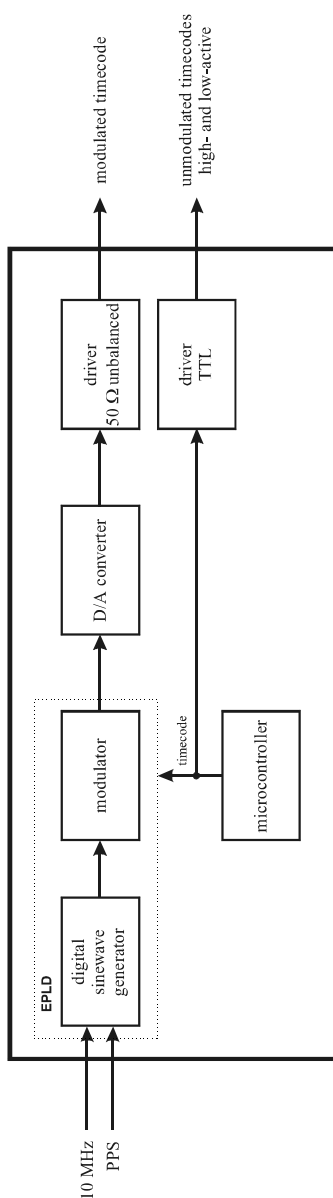 10 MHz
PPS
EPLD
digital
sinewave
generator
modulator
D/A converter
driver
50 Ω unbalanced
modulated timecode
timecode
microcontroller
driver
TTL
unmodulated timecodes
high- and low-active